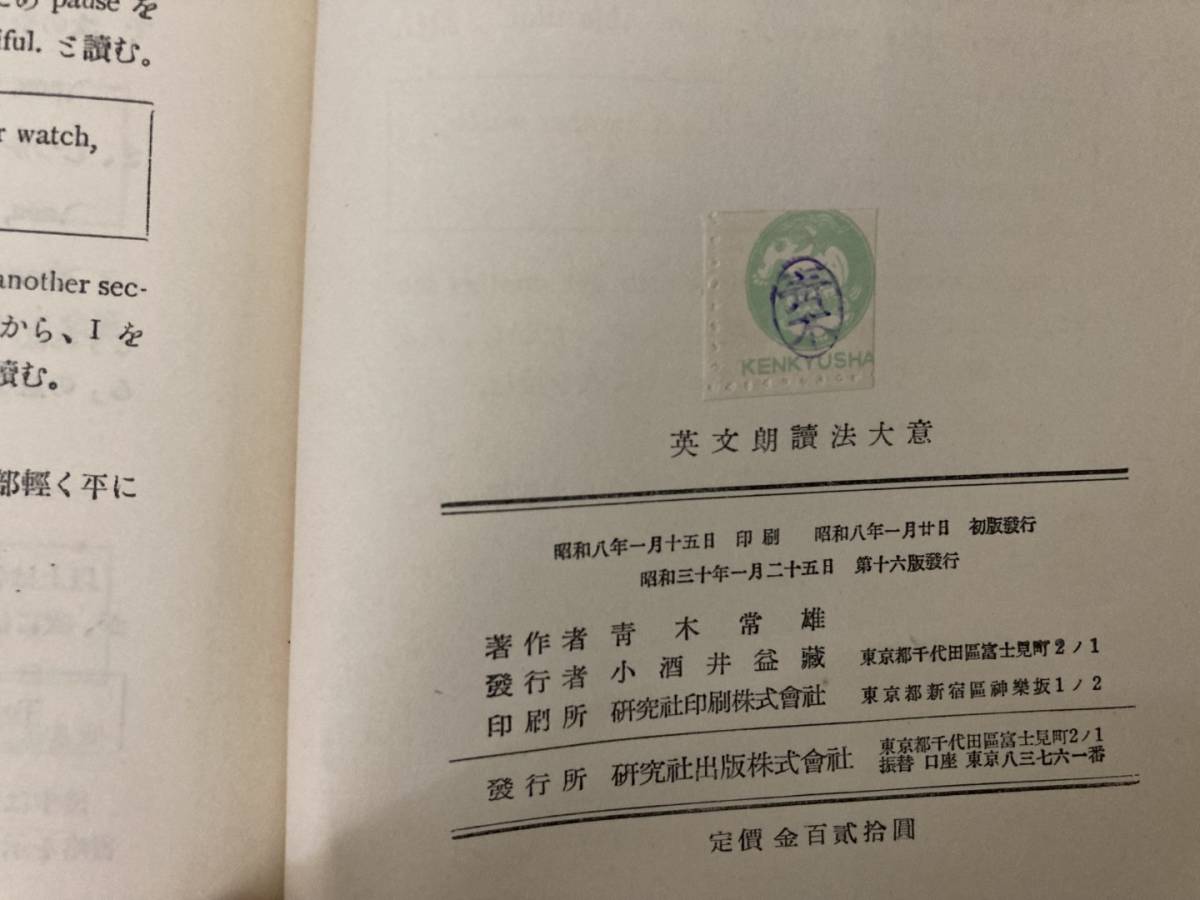 pause を
iful. ミ讀む。
r watch,
another sec-
から、I を
讀む。
部輕く平に
青木
KENKYUSHA
英文朗讀法大意
昭和八年一月十五日 印刷 昭和八年一月廿日 初版發行
昭和三十年一月二十五日 第十六版發行
著作者 靑木常雄
發行者 小酒井益藏 東京都千代田區富士見町2ノ1
印刷所 硏究社印刷株式會社 東京都新宿區神樂坂1ノ2
發行所 硏究社出版株式會社 東京都千代田區富士見町2ノ1
振替口座 東京八三七六一番
定價 金百貳拾圓